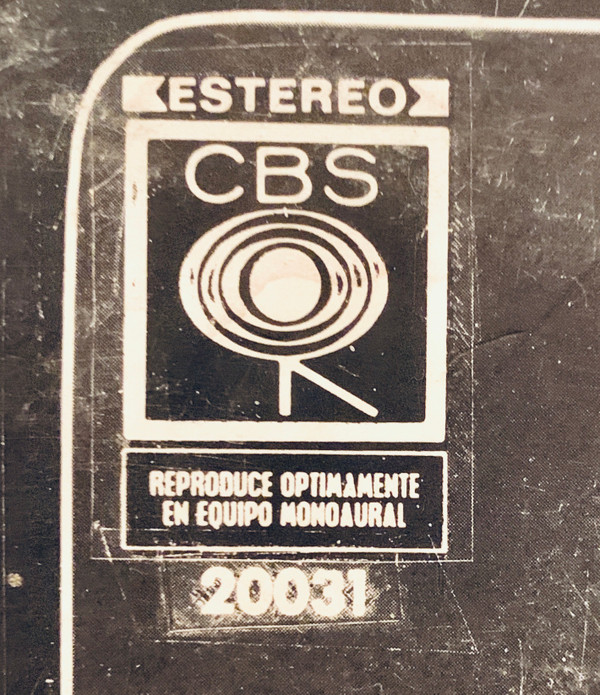 ESTEREO
CBS
REPRODUCE OPTIMAMENTE
EN EQUIPO MONOAURAL
20031